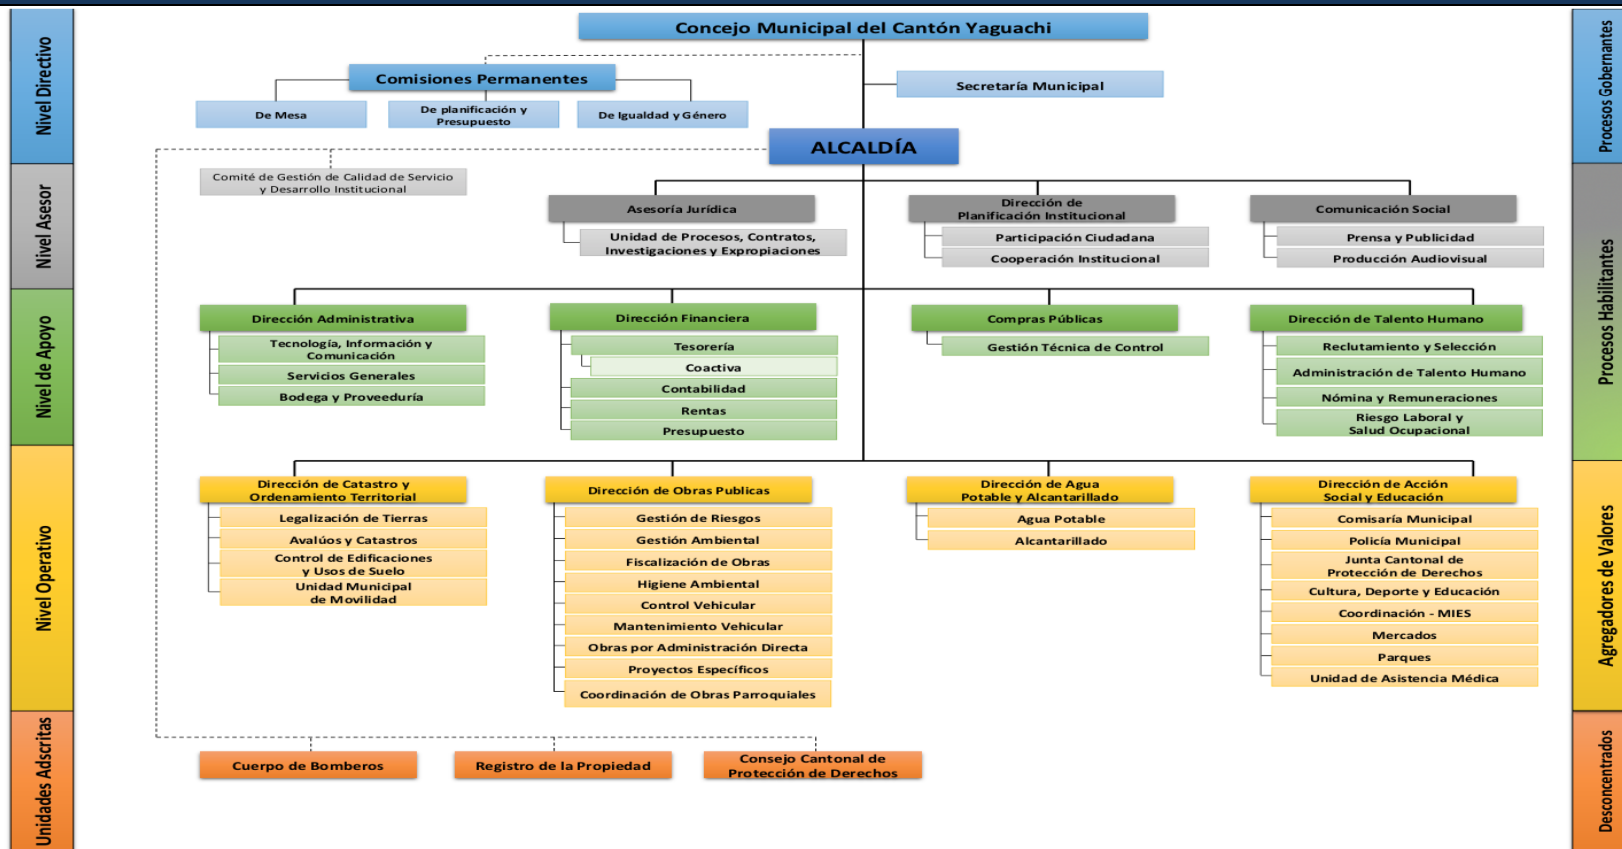 Concejo Municipal del Cantón Yaguachi
Comisiones Permanentes
Secretaría Municipal
De Mesa
De planificación y
Presupuesto
De Igualdad y Género
ALCALDÍA
Comité de Gestión de Calidad de Servicio
y Desarrollo Institucional
Asesoría Jurídica
Unidad de Procesos, Contratos,
Investigaciones y Expropiaciones
Dirección de
Planificación Institucional
Participación Ciudadana
Cooperación Institucional
Comunicación Social
Prensa y Publicidad
Producción Audiovisual
Dirección Administrativa
Tecnología, Información y
Comunicación
Servicios Generales
Bodega y Proveeduría
Dirección Financiera
Tesorería
Coactiva
Contabilidad
Rentas
Presupuesto
Compras Públicas
Gestión Técnica de Control
Dirección de Talento Humano
Reclutamiento y Selección
Administración de Talento Humano
Nómina y Remuneraciones
Riesgo Laboral y
Salud Ocupacional
Dirección de Catastro y
Ordenamiento Territorial
Legalización de Tierras
Avalúos y Catastros
Control de Edificaciones
y Usos de Suelo
Unidad Municipal
de Movilidad
Dirección de Obras Publicas
Gestión de Riesgos
Gestión Ambiental
Fiscalización de Obras
Higiene Ambiental
Control Vehicular
Mantenimiento Vehicular
Obras por Administración Directa
Proyectos Específicos
Coordinación de Obras Parroquiales
Dirección de Agua
Potable y Alcantarillado
Agua Potable
Alcantarillado
Dirección de Acción
Social y Educación
Comisaría Municipal
Policía Municipal
Junta Cantonal de
Protección de Derechos
Cultura, Deporte y Educación
Coordinación - MIES
Mercados
Parques
Unidad de Asistencia Médica
Cuerpo de Bomberos
Registro de la Propiedad
Consejo Cantonal de
Protección de Derechos
Nivel Directivo
Nivel Asesor
Nivel de Apoyo
Nivel Operativo
Unidades Adscritas
Procesos Gobernantes
Procesos Habilitantes
Agregadores de Valores
Desconcentrados